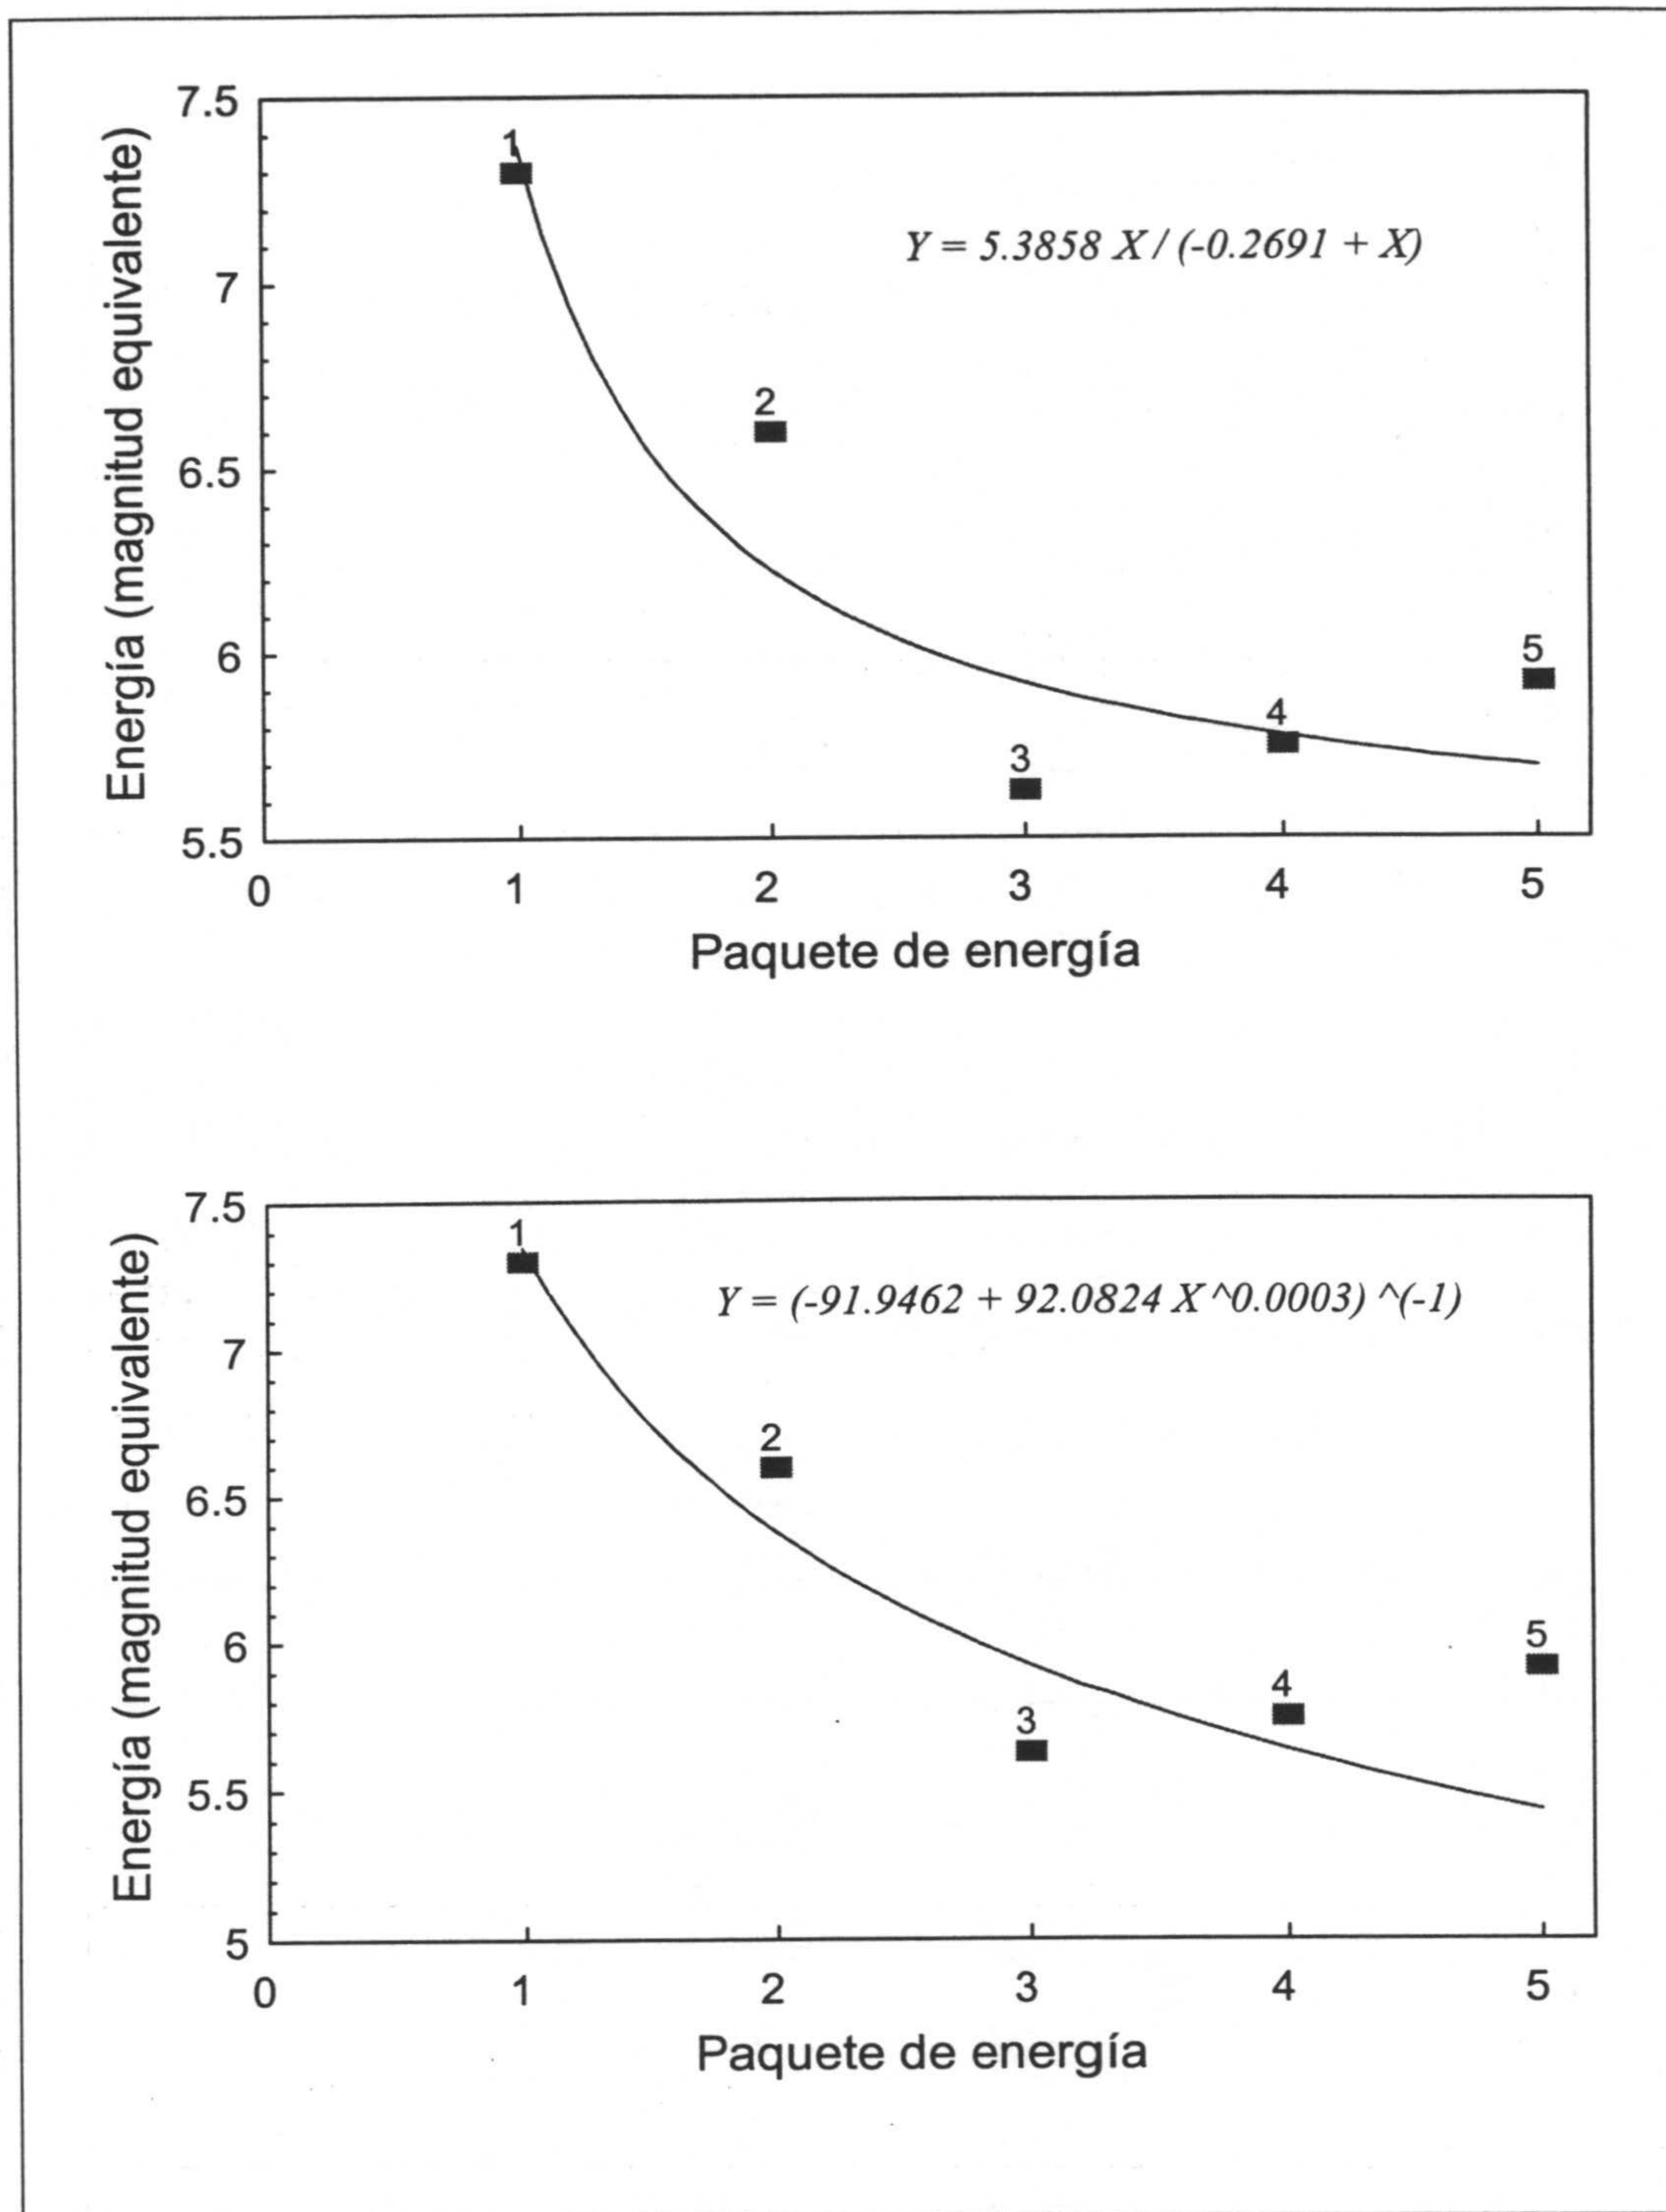 7.5
7
6.5
6
5.5
Energía (magnitud equivalente)
1
2
3
4
5
Y = 5.3858 X / (-0.2691 + X)
0 1 2 3 4 5
Paquete de energía
7.5
7
6.5
6
5.5
5
Energía (magnitud equivalente)
1
2
3
4
5
Y = (-91.9462 + 92.0824 X ^0.0003) ^(-1)
0 1 2 3 4 5
Paquete de energía